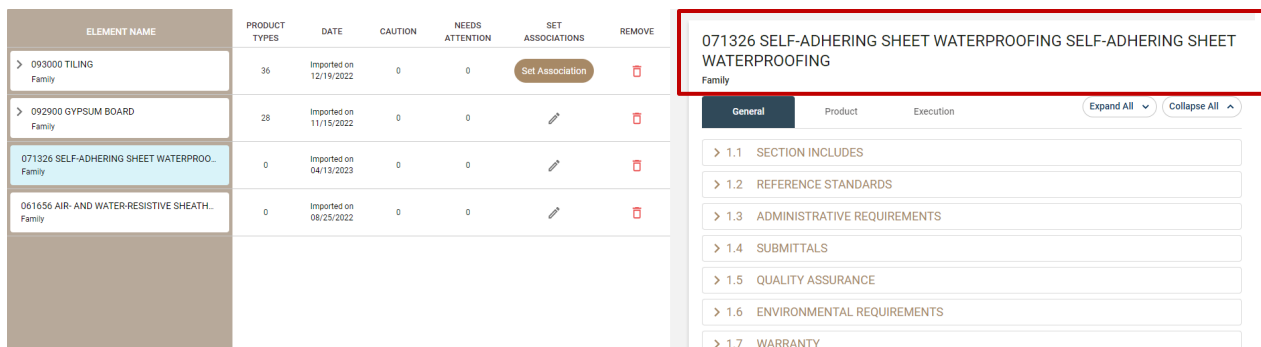 ELEMENT NAME
PRODUCT TYPES
DATE
CAUTION
NEEDS ATTENTION
SET ASSOCIATIONS
REMOVE
093000 TILING
Family
36
Imported on
12/19/2022
0
0
Set Association
092900 GYPSUM BOARD
Family
28
Imported on
11/15/2022
0
0
071326 SELF-ADHERING SHEET WATERPROO...
Family
0
Imported on
04/13/2023
0
0
061656 AIR- AND WATER-RESISTIVE SHEATH...
Family
0
Imported on
08/25/2022
0
0
071326 SELF-ADHERING SHEET WATERPROOFING SELF-ADHERING SHEET
WATERPROOFING
Family
General
Product
Execution
Expand All
Collapse All
1.1 SECTION INCLUDES
1.2 REFERENCE STANDARDS
1.3 ADMINISTRATIVE REQUIREMENTS
1.4 SUBMITTALS
1.5 QUALITY ASSURANCE
1.6 ENVIRONMENTAL REQUIREMENTS
1.7 WARRANTY